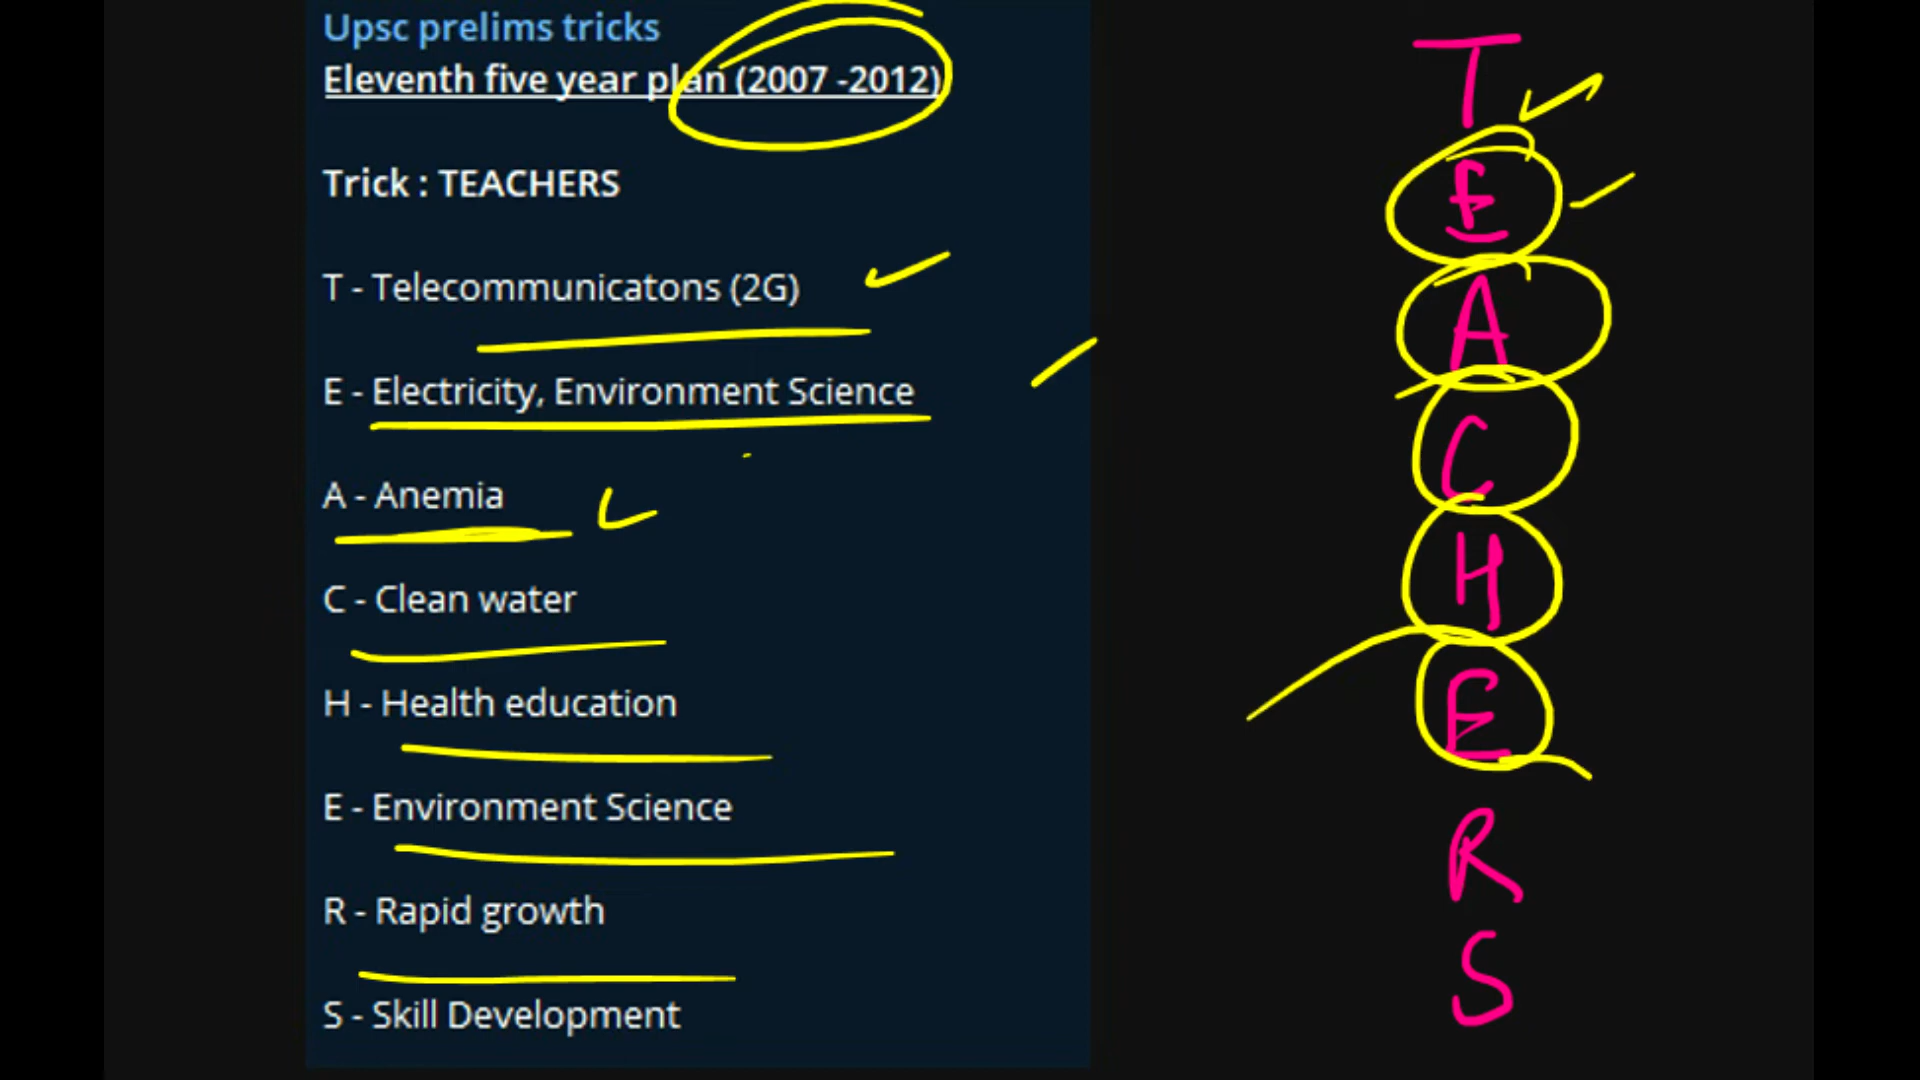 Upsc prelims tricks
Eleventh five year plan (2007 -2012)
Trick : TEACHERS
T - Telecommunicatons (2G)
E - Electricity, Environment Science
A - Anemia
C - Clean water
H - Health education
E - Environment Science
R - Rapid growth
S - Skill Development
T
E
A
C
H
E
R
S